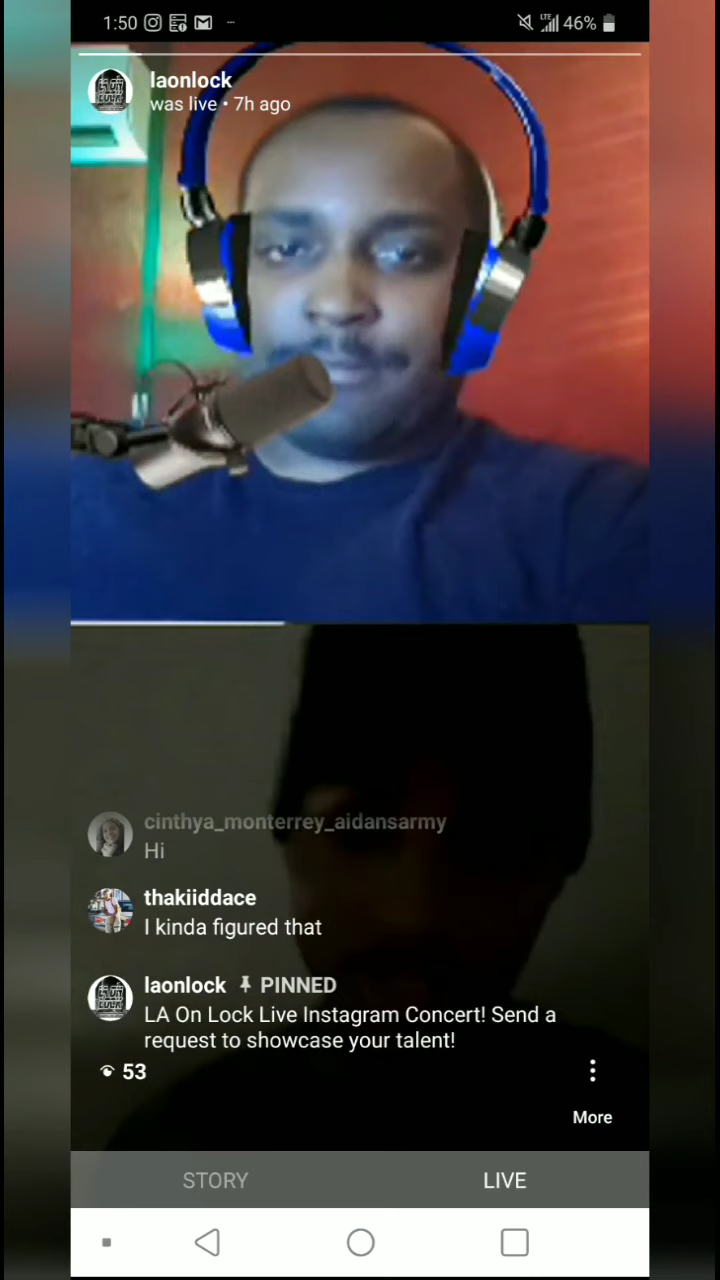 1:50
LTE 46%
laonlock
was live • 7h ago
cinthya_monterrey_aidansarmy
Hi
thakiiddace
I kinda figured that
laonlock PINNED
LA On Lock Live Instagram Concert! Send a
request to showcase your talent!
53
More
STORY LIVE